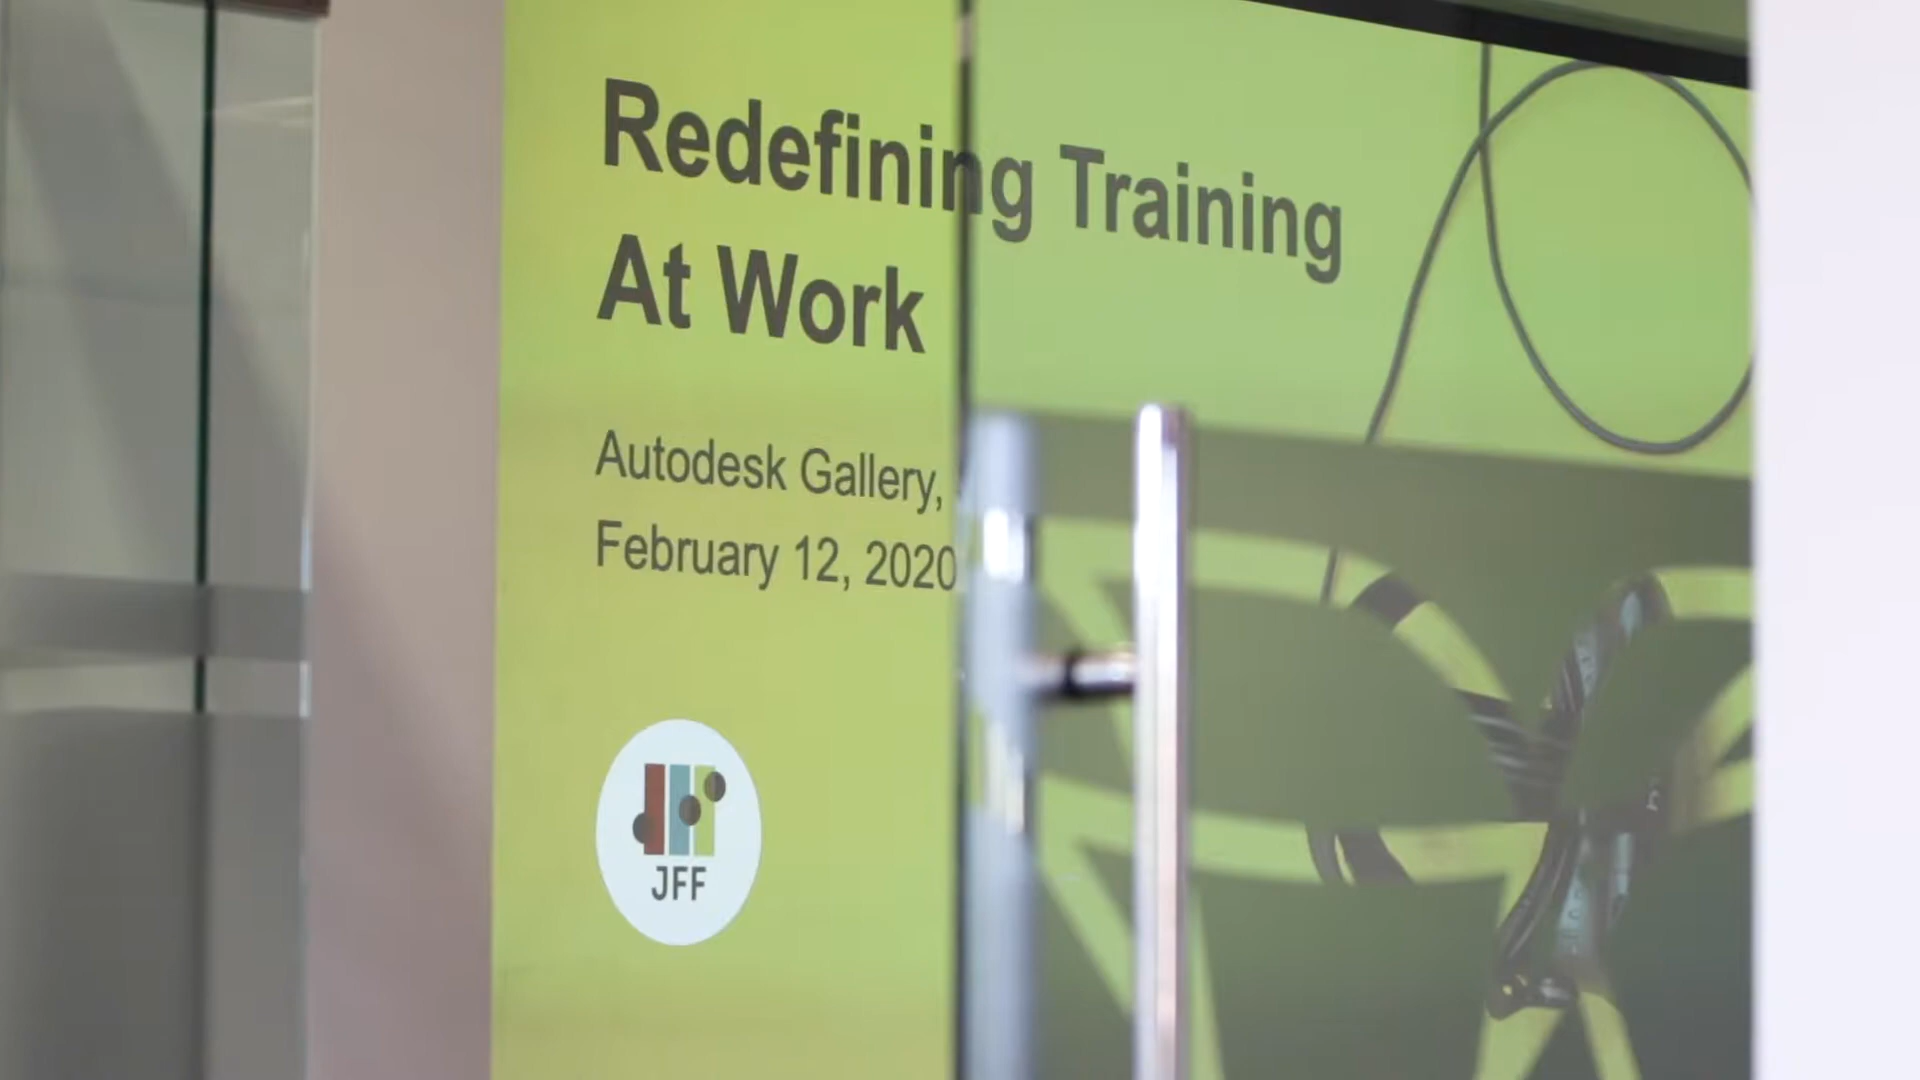 Redefining Training
At Work
Autodesk Gallery,
February 12, 2020
JFF